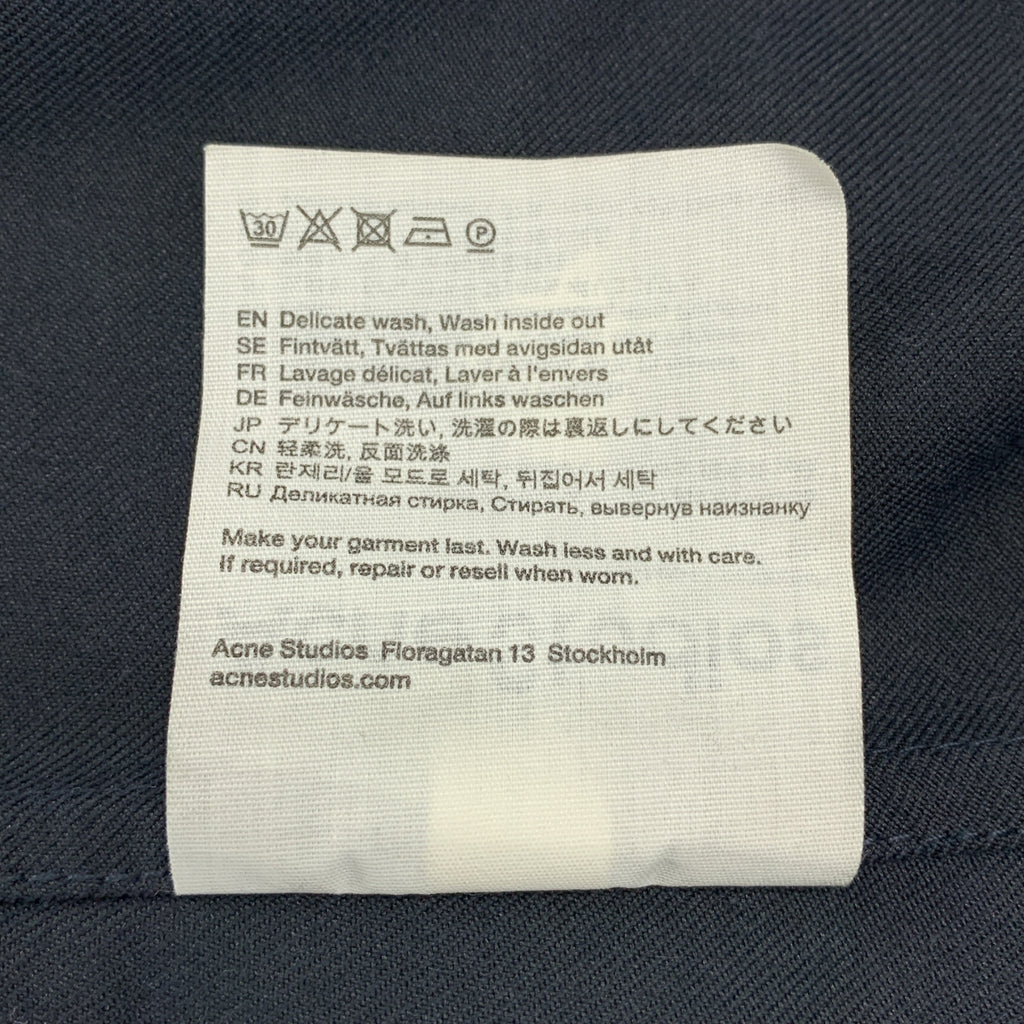 30 P
EN Delicate wash, Wash inside out
SE Fintvätt, Tvättas med avigsidan utåt
FR Lavage délicat, Laver à l'envers
DE Feinwäsche, Auf links waschen
JP デリケート洗い, 洗濯の際は裏返しにしてください
CN 轻柔洗, 反面洗涤
KR 란제리/울 모드로 세탁, 뒤집어서 세탁
RU Деликатная стирка, Стирать, вывернув наизнанку
Make your garment last. Wash less and with care.
If required, repair or resell when worn.
Acne Studios Floragatan 13 Stockholm
acnestudios.com